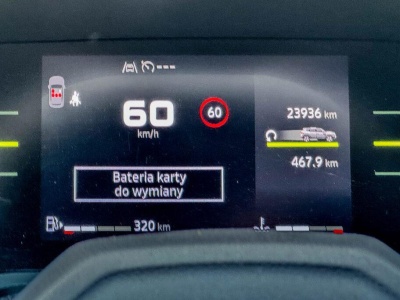 ---
60
60
km/h
23936 km
467.9 km
Bateria karty
do wymiany
320 km